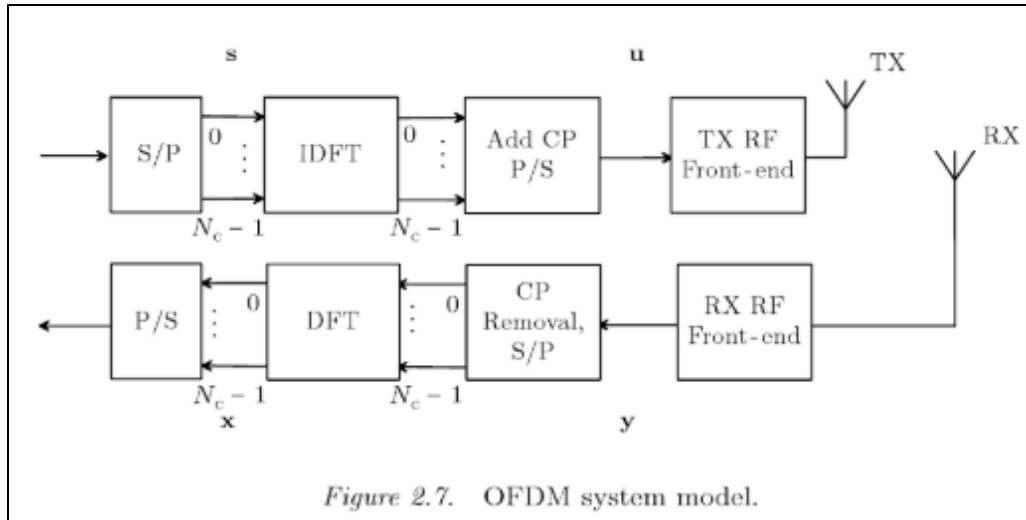 s
u
TX
RX
S/P
0
⋮
N_c − 1
IDFT
0
⋮
N_c − 1
Add CP
P/S
TX RF
Front-end
P/S
0
⋮
N_c − 1
DFT
0
⋮
N_c − 1
CP
Removal,
S/P
RX RF
Front-end
x
y
Figure 2.7. OFDM system model.